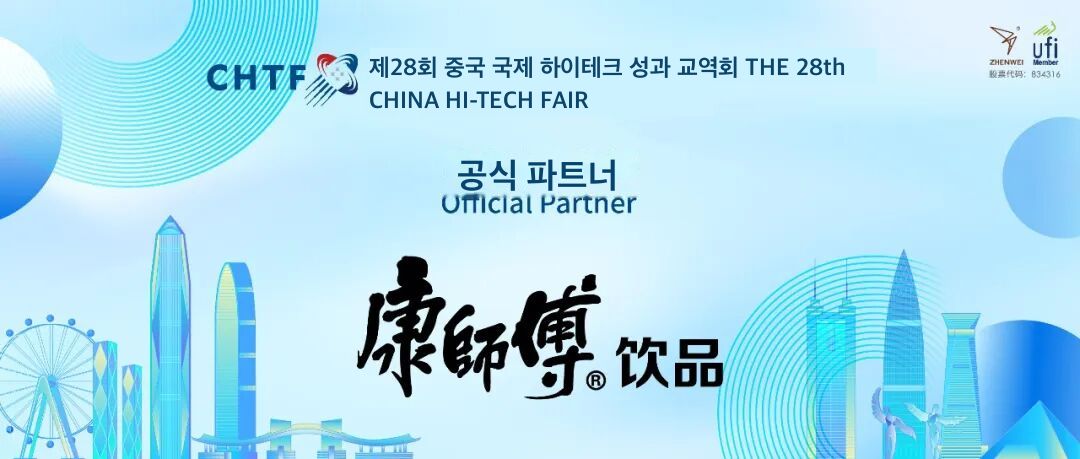 CHTF
第28회 중국 국제 하이테크 성과 교역회 THE 28th
CHINA HI-TECH FAIR
ZHENWEI
ufi
Member
股票代码：834316
공식 파트너
Official Partner
康師傅® 饮品